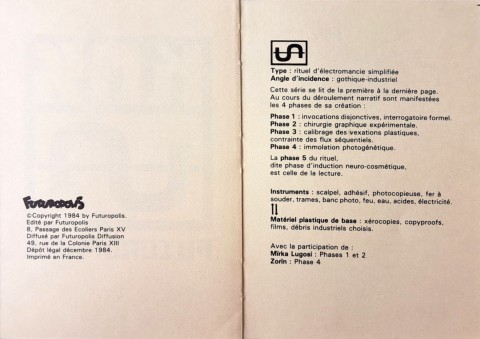 FUTUROPOLIS
©Copyright 1984 by Futuropolis.
Edité par Futuropolis
8, Passage des Ecoliers Paris XV
Diffusé par Futuropolis Diffusion
49, rue de la Colonie Paris XIII
Dépôt légal décembre 1984.
Imprimé en France.
Type : rituel d'électromancie simplifiée
Angle d'incidence : gothique-industriel
Cette série se lit de la première à la dernière page.
Au cours du déroulement narratif sont manifestées
les 4 phases de sa création :
Phase 1 : invocations disjonctives, interrogatoire formel.
Phase 2 : chirurgie graphique expérimentale.
Phase 3 : calibrage des vexations plastiques,
contrainte des flux séquentiels.
Phase 4 : immolation photogénétique.
La phase 5 du rituel,
dite phase d'induction neuro-cosmétique,
est celle de la lecture.
Instruments : scalpel, adhésif, photocopieuse, fer à
souder, trames, banc photo, feu, eau, acides, électricité.
Matériel plastique de base : xérocopies, copyproofs,
films, débris industriels choisis.
Avec la participation de :
Mirka Lugosi : Phases 1 et 2
Zorin : Phase 4